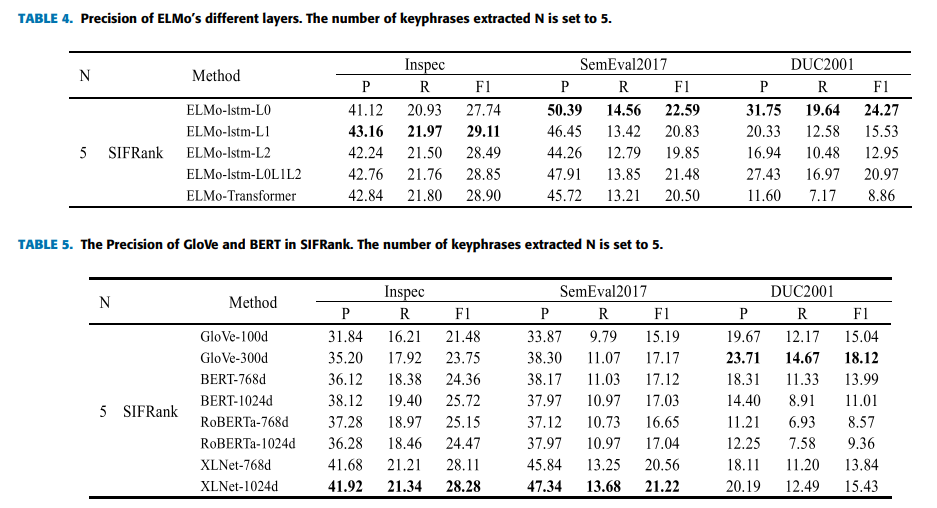 TABLE 4. Precision of ELMo's different layers. The number of keyphrases extracted N is set to 5.
N Method Inspec SemEval2017 DUC2001
P R F1 P R F1 P R F1
ELMo-lstm-L0 41.12 20.93 27.74 50.39 14.56 22.59 31.75 19.64 24.27
ELMo-lstm-L1 43.16 21.97 29.11 46.45 13.42 20.83 20.33 12.58 15.53
5 SIFRank ELMo-lstm-L2 42.24 21.50 28.49 44.26 12.79 19.85 16.94 10.48 12.95
ELMo-lstm-L0L1L2 42.76 21.76 28.85 47.91 13.85 21.48 27.43 16.97 20.97
ELMo-Transformer 42.84 21.80 28.90 45.72 13.21 20.50 11.60 7.17 8.86
TABLE 5. The Precision of GloVe and BERT in SIFRank. The number of keyphrases extracted N is set to 5.
N Method Inspec SemEval2017 DUC2001
P R F1 P R F1 P R F1
GloVe-100d 31.84 16.21 21.48 33.87 9.79 15.19 19.67 12.17 15.04
GloVe-300d 35.20 17.92 23.75 38.30 11.07 17.17 23.71 14.67 18.12
BERT-768d 36.12 18.38 24.36 38.17 11.03 17.12 18.31 11.33 13.99
BERT-1024d 38.12 19.40 25.72 37.97 10.97 17.03 14.40 8.91 11.01
5 SIFRank
RoBERTa-768d 37.28 18.97 25.15 37.12 10.73 16.65 11.21 6.93 8.57
RoBERTa-1024d 36.28 18.46 24.47 37.97 10.97 17.04 12.25 7.58 9.36
XLNet-768d 41.68 21.21 28.11 45.84 13.25 20.56 18.11 11.20 13.84
XLNet-1024d 41.92 21.34 28.28 47.34 13.68 21.22 20.19 12.49 15.43